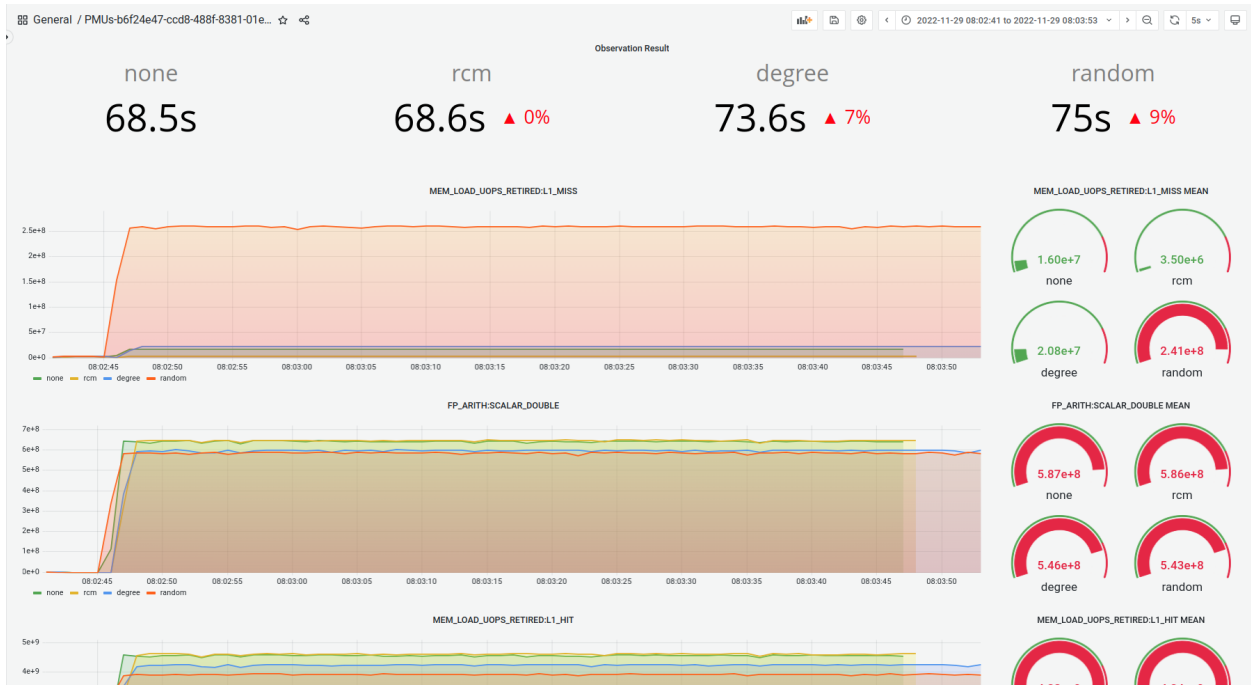 General / PMUs-b6f24e47-ccd8-488f-8381-01e…
2022-11-29 08:02:41 to 2022-11-29 08:03:53
5s
Observation Result
none rcm degree random
68.5s 68.6s ▲ 0% 73.6s ▲ 7% 75s ▲ 9%
MEM_LOAD_UOPS_RETIRED:L1_MISS
2.5e+8
2e+8
1.5e+8
1e+8
5e+7
0e+0
08:02:45 08:02:50 08:02:55 08:03:00 08:03:05 08:03:10 08:03:15 08:03:20 08:03:25 08:03:30 08:03:35 08:03:40 08:03:45 08:03:50
none rcm degree random
MEM_LOAD_UOPS_RETIRED:L1_MISS MEAN
1.60e+7 3.50e+6
none rcm
2.08e+7 2.41e+8
degree random
FP_ARITH:SCALAR_DOUBLE
7e+8
6e+8
5e+8
4e+8
3e+8
2e+8
1e+8
0e+0
08:02:45 08:02:50 08:02:55 08:03:00 08:03:05 08:03:10 08:03:15 08:03:20 08:03:25 08:03:30 08:03:35 08:03:40 08:03:45 08:03:50
none rcm degree random
FP_ARITH:SCALAR_DOUBLE MEAN
5.87e+8 5.86e+8
none rcm
5.46e+8 5.43e+8
degree random
MEM_LOAD_UOPS_RETIRED:L1_HIT
5e+9
4e+9
MEM_LOAD_UOPS_RETIRED:L1_HIT MEAN